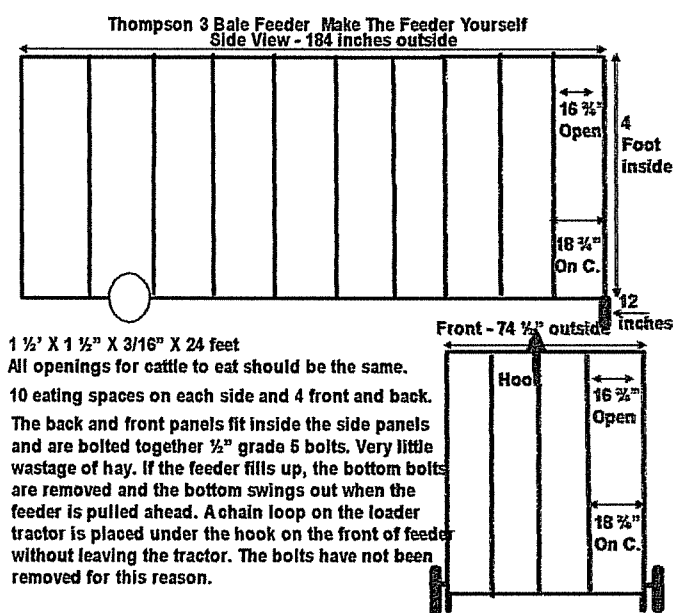 Thompson 3 Bale Feeder  Make The Feeder Yourself
Side View - 184 inches outside
16 ¾"
Open
4
Foot
inside
18 ¾"
On C.
12
inches
Front - 74 ½" outside
Hook
16 ¾"
Open
18 ¾"
On C.
1 ½' X 1 ½" X 3/16" X 24 feet
All openings for cattle to eat should be the same.
10 eating spaces on each side and 4 front and back.
The back and front panels fit inside the side panels
and are bolted together ½" grade 5 bolts. Very little
wastage of hay. If the feeder fills up, the bottom bolts
are removed and the bottom swings out when the
feeder is pulled ahead. A chain loop on the loader
tractor is placed under the hook on the front of feeder
without leaving the tractor. The bolts have not been
removed for this reason.